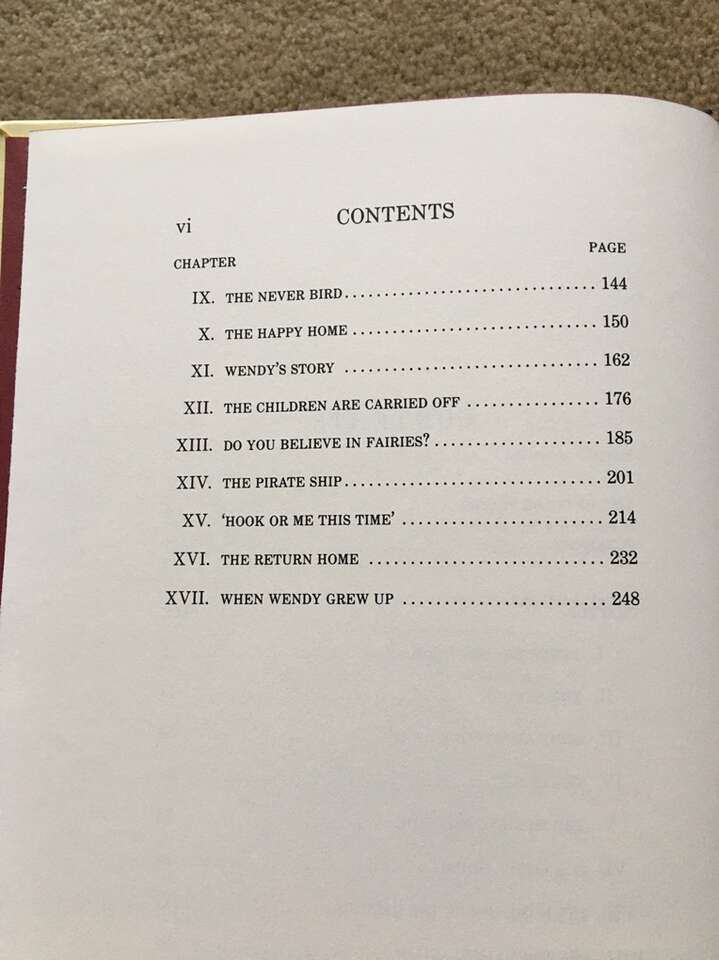 vi CONTENTS
CHAPTER PAGE
IX. THE NEVER BIRD................................ 144
X. THE HAPPY HOME ............................... 150
XI. WENDY'S STORY ................................ 162
XII. THE CHILDREN ARE CARRIED OFF ................. 176
XIII. DO YOU BELIEVE IN FAIRIES?..................... 185
XIV. THE PIRATE SHIP................................. 201
XV. 'HOOK OR ME THIS TIME' ......................... 214
XVI. THE RETURN HOME .............................. 232
XVII. WHEN WENDY GREW UP .......................... 248